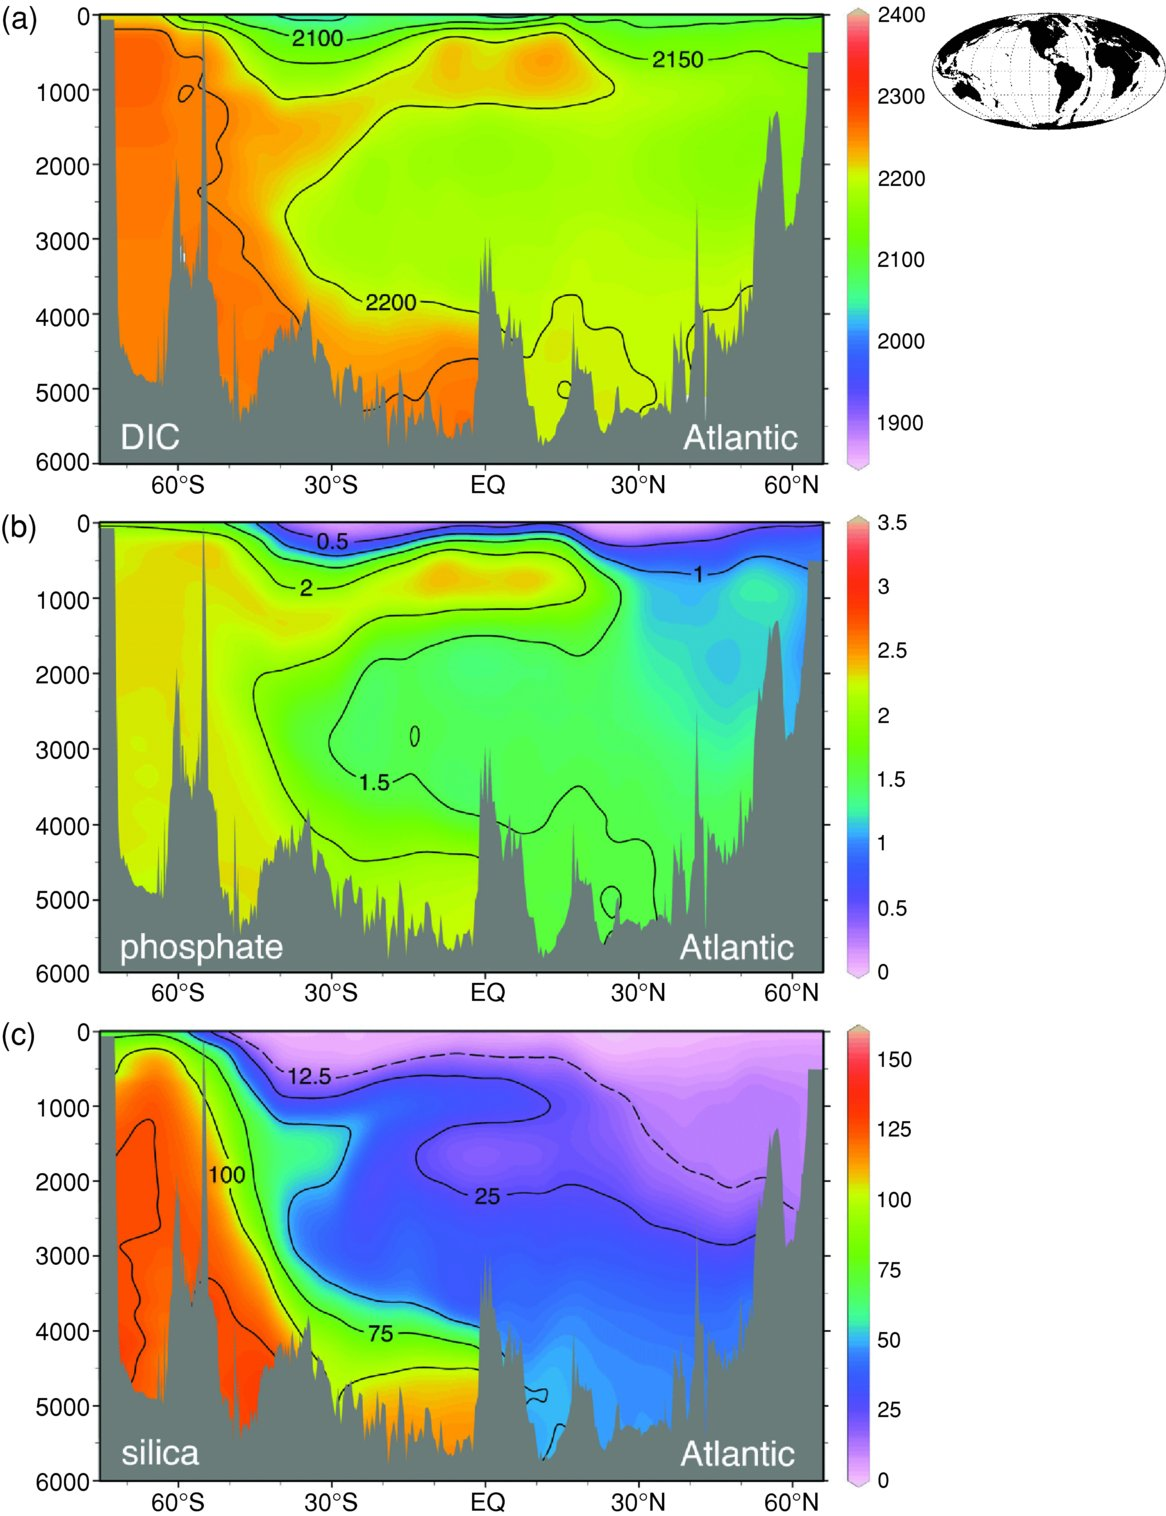 (a)
0
1000
2000
3000
4000
5000
6000
2100
2150
2200
DIC
Atlantic
60°S
30°S
EQ
30°N
60°N
2400
2300
2200
2100
2000
1900
(b)
0
1000
2000
3000
4000
5000
6000
0.5
1
2
1.5
phosphate
Atlantic
60°S
30°S
EQ
30°N
60°N
3.5
3
2.5
2
1.5
1
0.5
0
(c)
0
1000
2000
3000
4000
5000
6000
12.5
100
25
75
silica
Atlantic
60°S
30°S
EQ
30°N
60°N
150
125
100
75
50
25
0